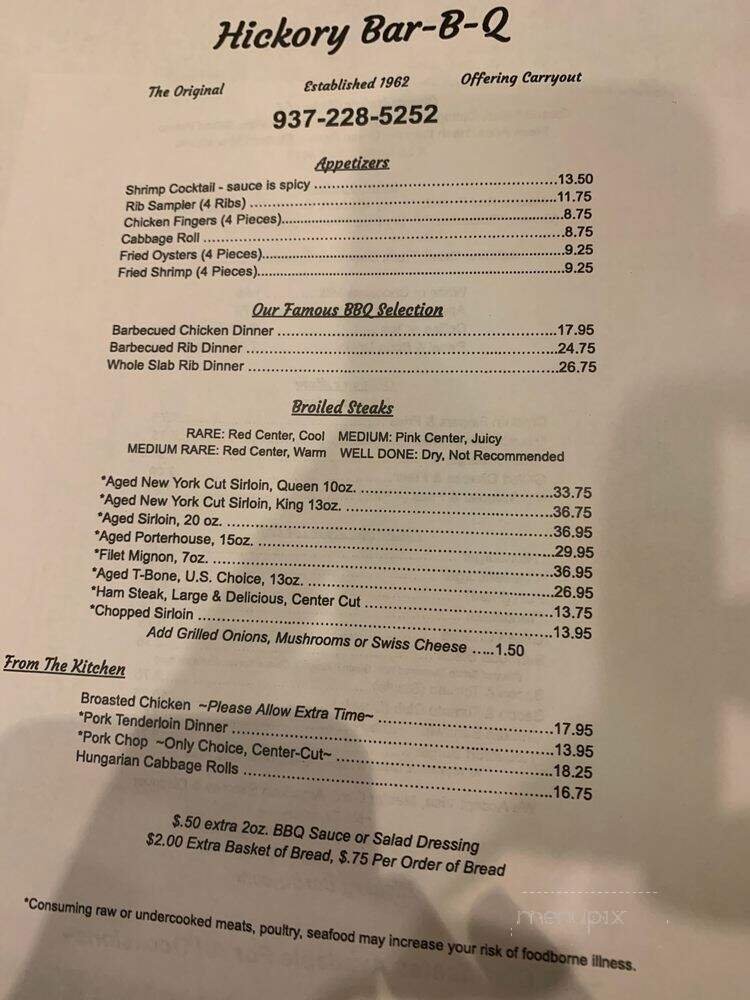 Hickory Bar-B-Q
The Original Established 1962 Offering Carryout
937-228-5252
Appetizers
Shrimp Cocktail - sauce is spicy ..........13.50
Rib Sampler (4 Ribs) ..........11.75
Chicken Fingers (4 Pieces)..........8.75
Cabbage Roll ..........8.75
Fried Oysters (4 Pieces)..........9.25
Fried Shrimp (4 Pieces)..........9.25
Our Famous BBQ Selection
Barbecued Chicken Dinner ..........17.95
Barbecued Rib Dinner ..........24.75
Whole Slab Rib Dinner ..........26.75
Broiled Steaks
RARE: Red Center, Cool MEDIUM: Pink Center, Juicy
MEDIUM RARE: Red Center, Warm WELL DONE: Dry, Not Recommended
*Aged New York Cut Sirloin, Queen 10oz. ..........33.75
*Aged New York Cut Sirloin, King 13oz. ..........36.75
*Aged Sirloin, 20 oz. ..........36.95
*Aged Porterhouse, 15oz. ..........29.95
*Filet Mignon, 7oz. ..........36.95
*Aged T-Bone, U.S. Choice, 13oz. ..........26.95
*Ham Steak, Large & Delicious, Center Cut ..........13.75
*Chopped Sirloin ..........13.95
Add Grilled Onions, Mushrooms or Swiss Cheese .....1.50
From The Kitchen
Broasted Chicken ~Please Allow Extra Time~ ..........17.95
*Pork Tenderloin Dinner ..........13.95
*Pork Chop ~Only Choice, Center-Cut~ ..........18.25
Hungarian Cabbage Rolls ..........16.75
$.50 extra 2oz. BBQ Sauce or Salad Dressing
$2.00 Extra Basket of Bread, $.75 Per Order of Bread
menupix
*Consuming raw or undercooked meats, poultry, seafood may increase your risk of foodborne illness.